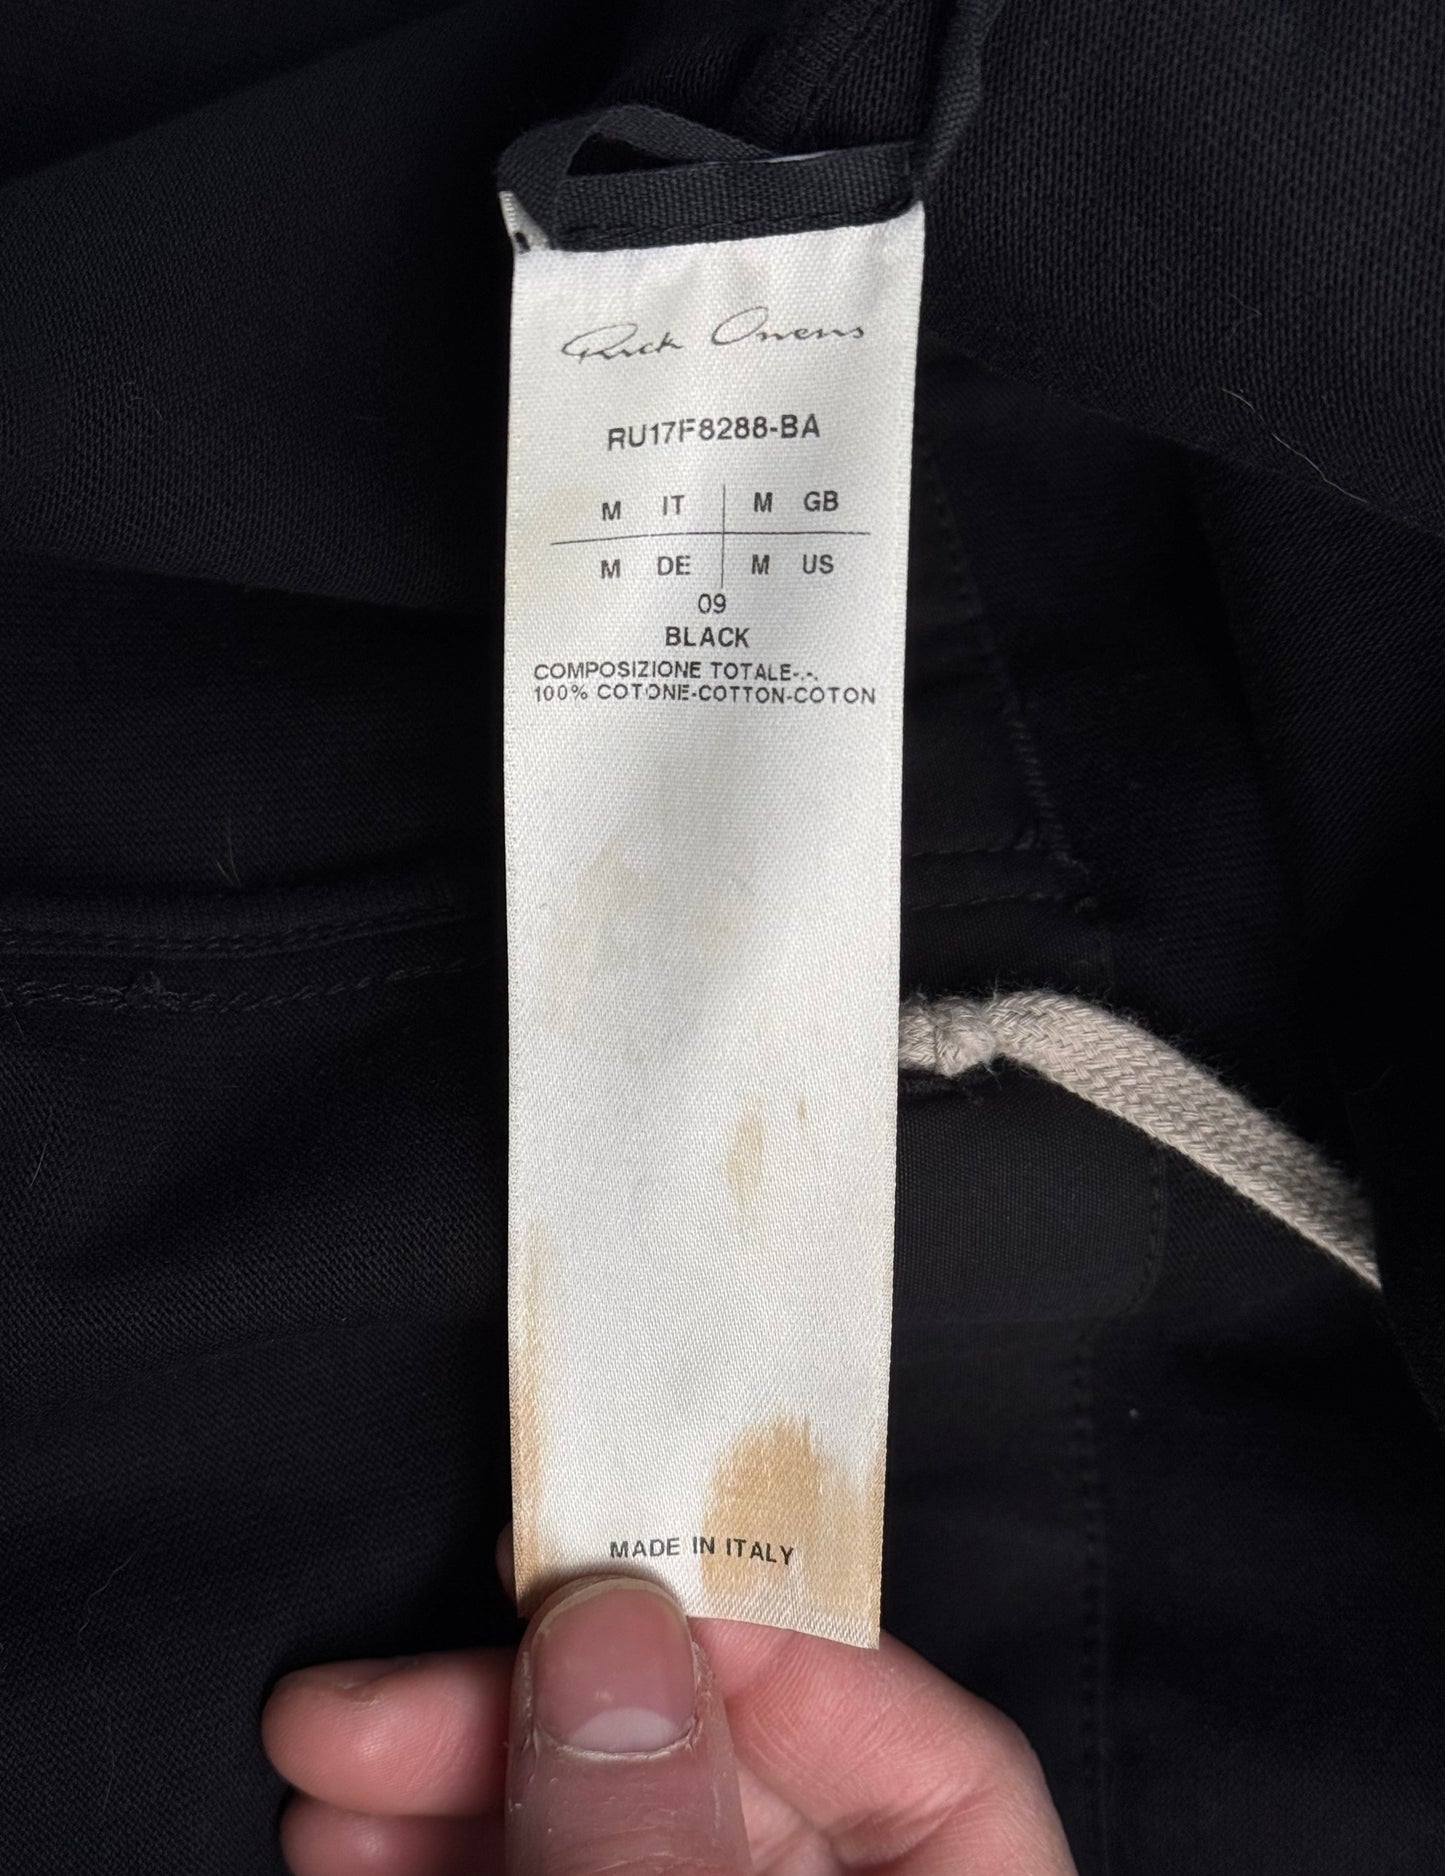 Rick Owens
RU17F8288-BA
M IT M GB
M DE M US
09
BLACK
COMPOSIZIONE TOTALE-.-.
100% COTONE-COTTON-COTON
MADE IN ITALY